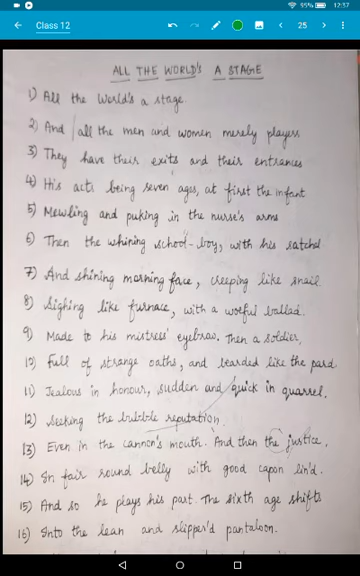 95% 12:37
Class 12 25
ALL THE WORLD'S A STAGE
1) All the World's a stage.
2) And all the men and women merely players
3) They have their exits and their entrances
4) His acts being seven ages, at first the infant
5) Mewling and puking in the nurse's arms
6) Then the whining school-boy, with his satchel
7) And shining morning face, creeping like snail
8) Sighing like furnace, with a woeful ballad.
9) Made to his mistress' eyebrow. Then a soldier,
10) Full of strange oaths, and bearded like the pard
11) Jealous in honour, sudden and quick in quarrel,
12) Seeking the bubble reputation.
13) Even in the cannon's mouth. And then the justice,
14) In fair round belly with good capon lin'd.
15) And so he plays his part. The sixth age shifts
16) Into the lean and slipper'd pantaloon.